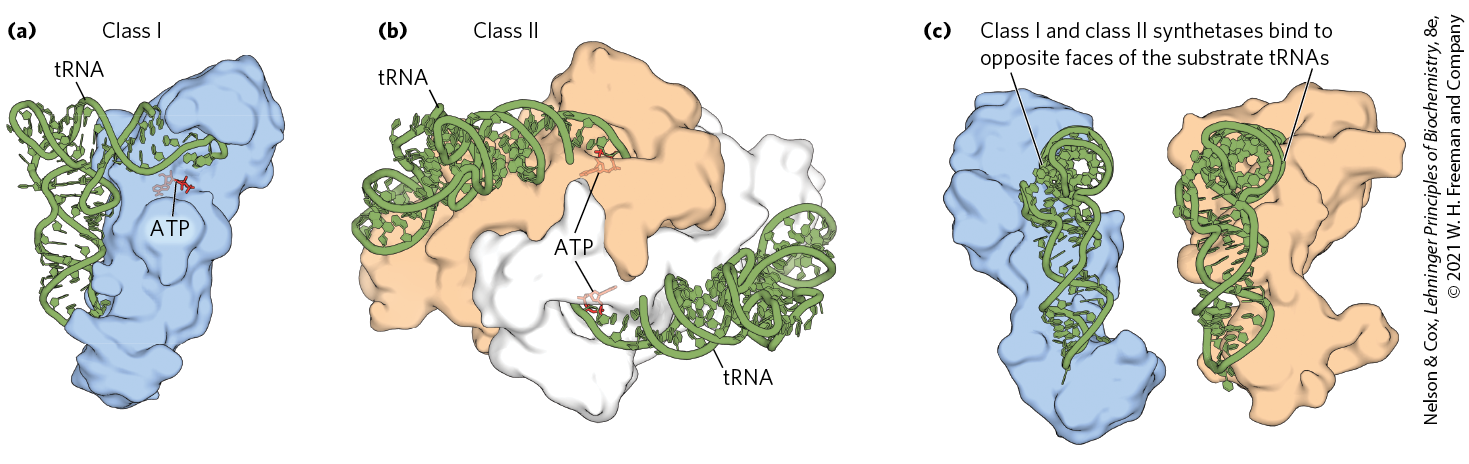 (a) Class I
tRNA
ATP
(b) Class II
tRNA
ATP
tRNA
(c) Class I and class II synthetases bind to
opposite faces of the substrate tRNAs
Nelson & Cox, Lehninger Principles of Biochemistry, 8e,
© 2021 W. H. Freeman and Company